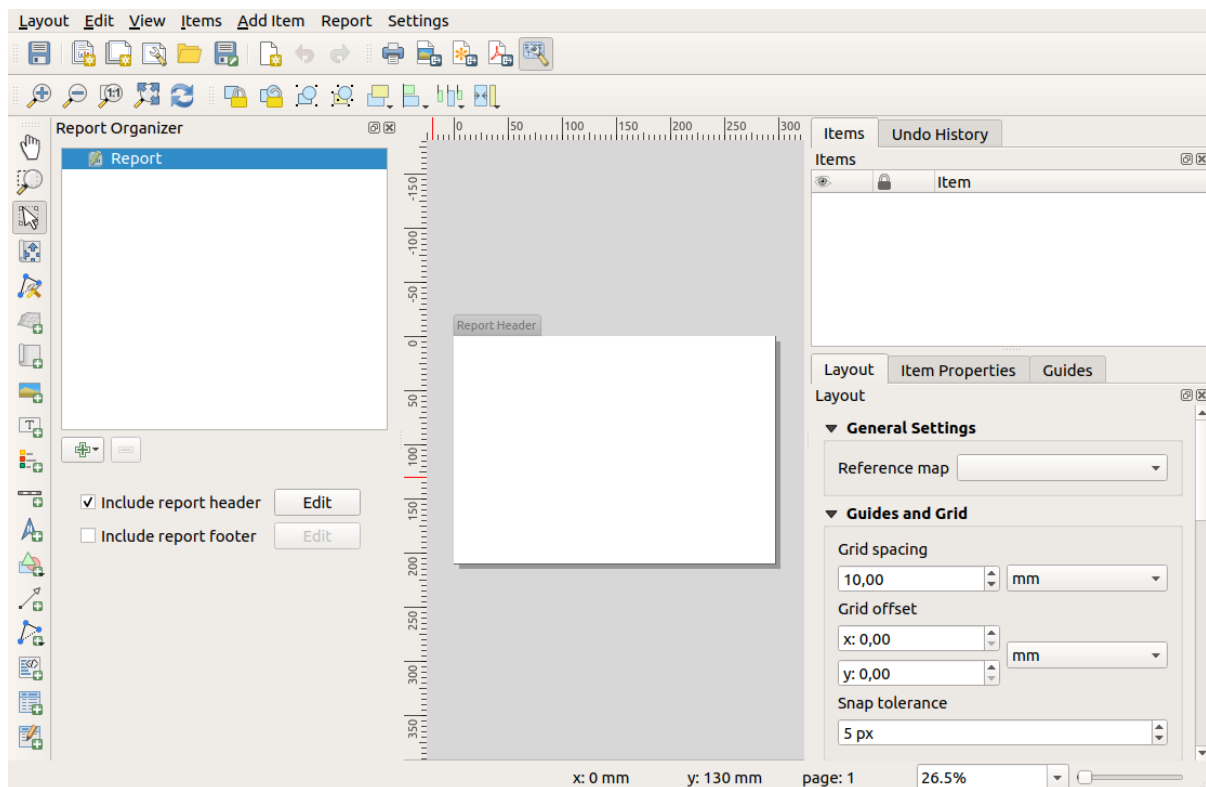 Layout Edit View Items Add Item Report Settings
1:1
Report Organizer
Report
Include report header Edit
Include report footer Edit
0 50 100 150 200 250 300
-150
-100
-50
0
50
100
150
200
250
300
350
Report Header
Items Undo History
Items
Item
Layout Item Properties Guides
Layout
General Settings
Reference map
Guides and Grid
Grid spacing
10,00 mm
Grid offset
x: 0,00
mm
y: 0,00
Snap tolerance
5 px
x: 0 mm y: 130 mm page: 1 26.5%